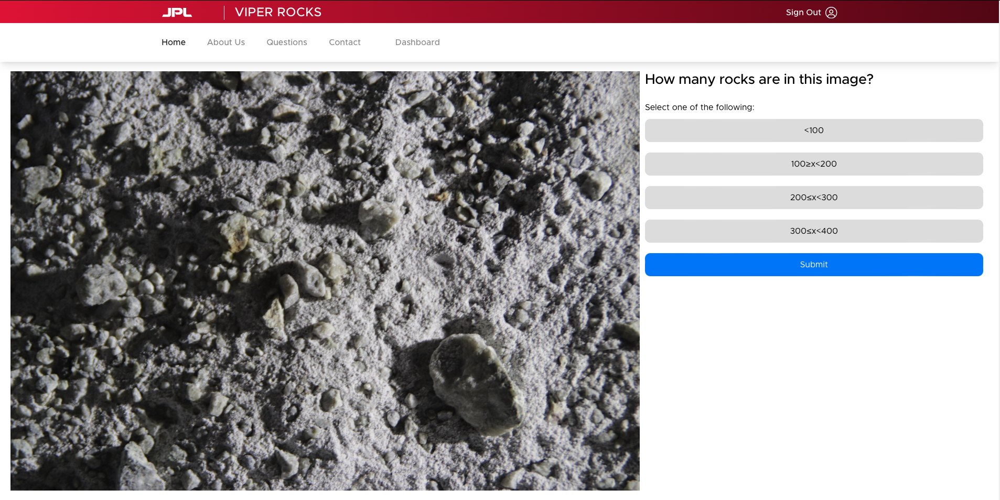 JPL
VIPER ROCKS
Sign Out
Home
About Us
Questions
Contact
Dashboard
How many rocks are in this image?
Select one of the following:
<100
100≥x<200
200≤x<300
300≤x<400
Submit